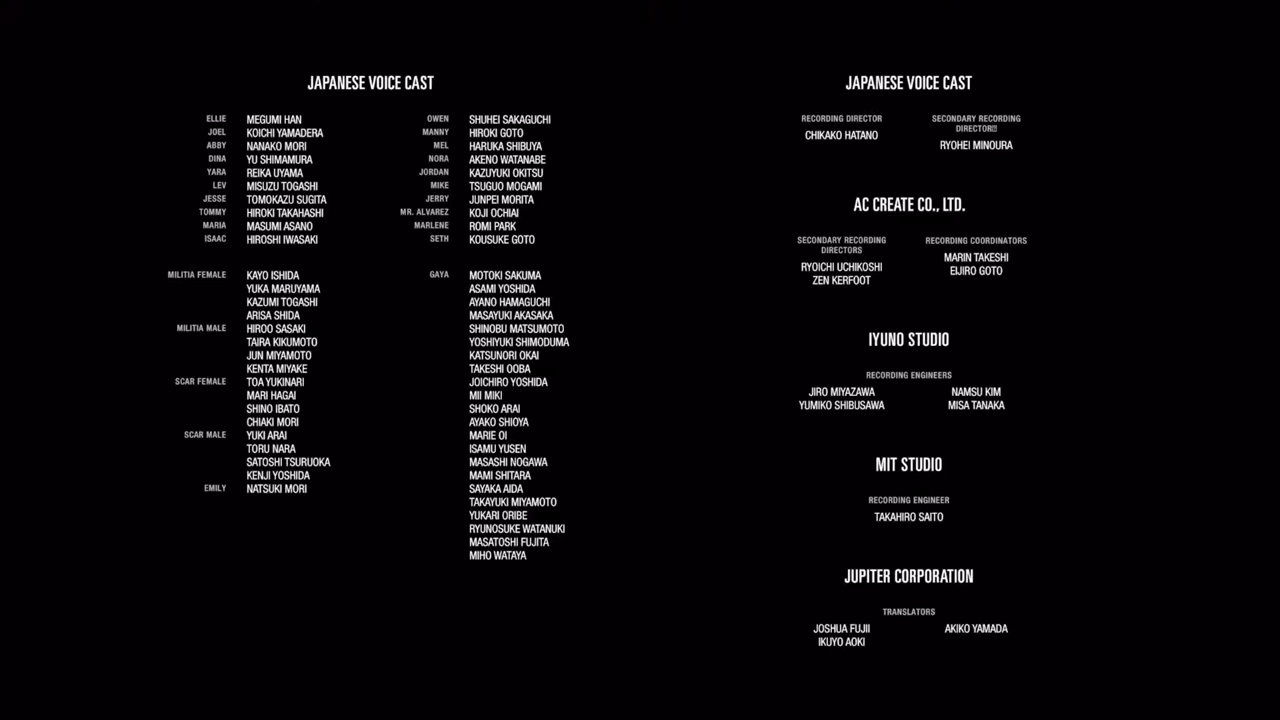 JAPANESE VOICE CAST
ELLIE MEGUMI HAN
JOEL KOICHI YAMADERA
ABBY NANAKO MORI
DINA YU SHIMAMURA
YARA REIKA UYAMA
LEV MISUZU TOGASHI
JESSE TOMOKAZU SUGITA
TOMMY HIROKI TAKAHASHI
MARIA MASUMI ASANO
ISAAC HIROSHI IWASAKI
OWEN SHUHEI SAKAGUCHI
MANNY HIROKI GOTO
MEL HARUKA SHIBUYA
NORA AKENO WATANABE
JORDAN KAZUYUKI OKITSU
MIKE TSUGUO MOGAMI
JERRY JUNPEI MORITA
MR. ALVAREZ KOJI OCHIAI
MARLENE ROMI PARK
SETH KOUSUKE GOTO
MILITIA FEMALE KAYO ISHIDA
YUKA MARUYAMA
KAZUMI TOGASHI
ARISA SHIDA
MILITIA MALE HIROO SASAKI
TAIRA KIKUMOTO
JUN MIYAMOTO
KENTA MIYAKE
SCAR FEMALE TOA YUKINARI
MARI HAGAI
SHINO IBATO
CHIAKI MORI
SCAR MALE YUKI ARAI
TORU NARA
SATOSHI TSURUOKA
KENJI YOSHIDA
EMILY NATSUKI MORI
GAYA MOTOKI SAKUMA
ASAMI YOSHIDA
AYANO HAMAGUCHI
MASAYUKI AKASAKA
SHINOBU MATSUMOTO
YOSHIYUKI SHIMODUMA
KATSUNORI OKAI
TAKESHI OOBA
JOICHIRO YOSHIDA
MII MIKI
SHOKO ARAI
AYAKO SHIOYA
MARIE OI
ISAMU YUSEN
MASASHI NOGAWA
MAMI SHITARA
SAYAKA AIDA
TAKAYUKI MIYAMOTO
YUKARI ORIBE
RYUNOSUKE WATANUKI
MASATOSHI FUJITA
MIHO WATAYA
JAPANESE VOICE CAST
RECORDING DIRECTOR
CHIKAKO HATANO
SECONDARY RECORDING
DIRECTOR
RYOHEI MINOURA
AC CREATE CO., LTD.
SECONDARY RECORDING
DIRECTORS
RYOICHI UCHIKOSHI
ZEN KERFOOT
RECORDING COORDINATORS
MARIN TAKESHI
EIJIRO GOTO
IYUNO STUDIO
RECORDING ENGINEERS
JIRO MIYAZAWA
YUMIKO SHIBUSAWA
NAMSU KIM
MISA TANAKA
MIT STUDIO
RECORDING ENGINEER
TAKAHIRO SAITO
JUPITER CORPORATION
TRANSLATORS
JOSHUA FUJII
IKUYO AOKI
AKIKO YAMADA